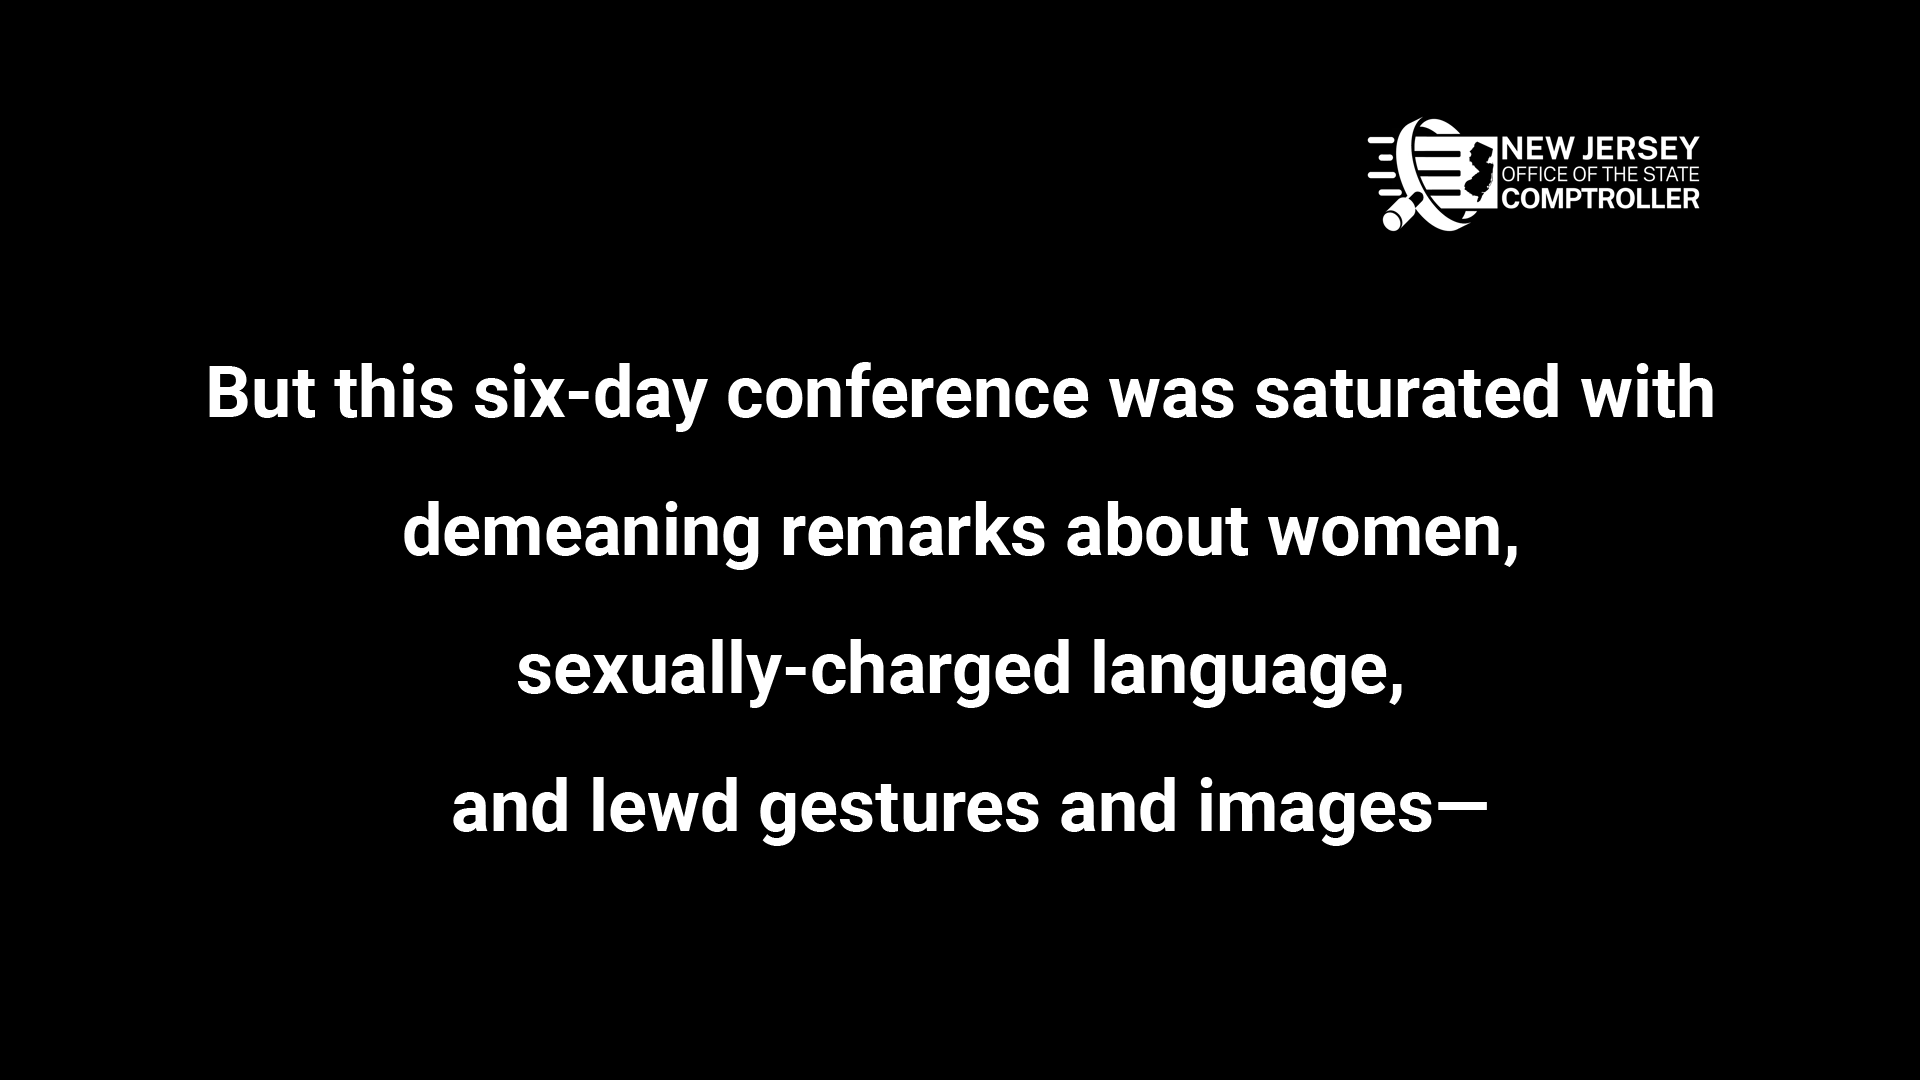 NEW JERSEY
OFFICE OF THE STATE
COMPTROLLER
But this six-day conference was saturated with
demeaning remarks about women,
sexually-charged language,
and lewd gestures and images—